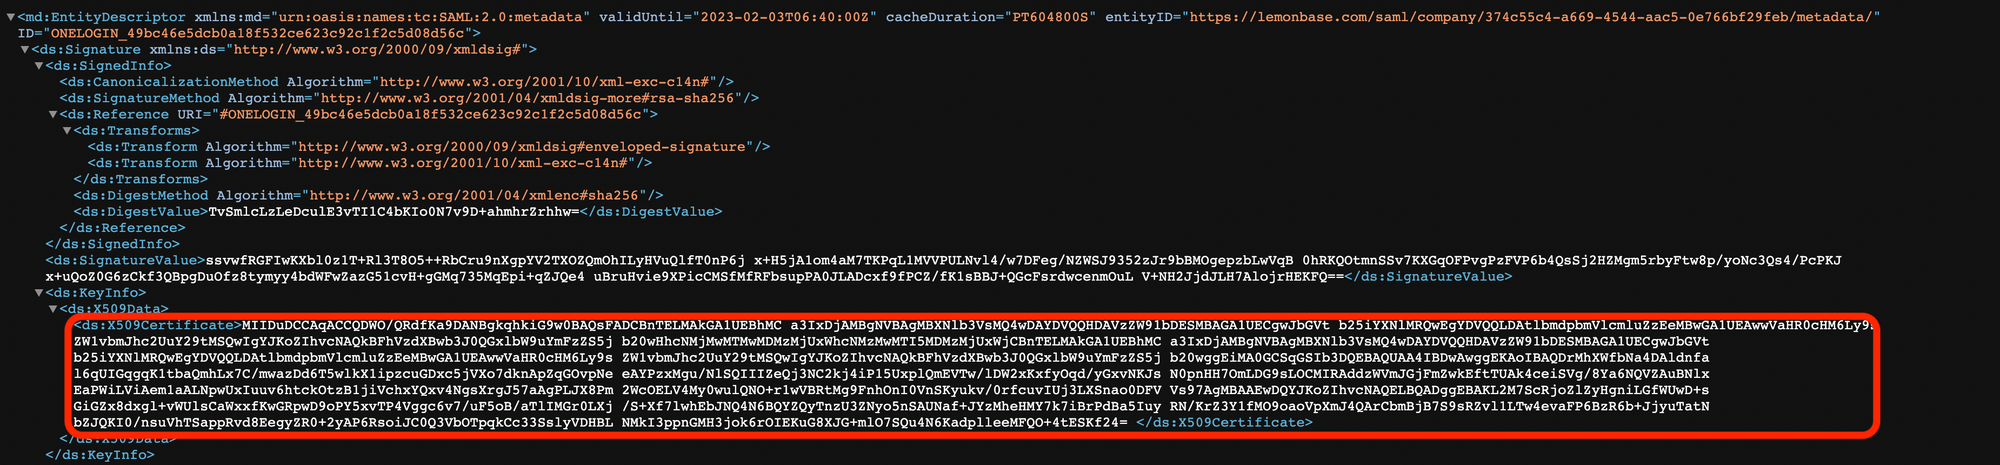 ▼<md:EntityDescriptor xmlns:md="urn:oasis:names:tc:SAML:2.0:metadata" validUntil="2023-02-03T06:40:00Z" cacheDuration="PT604800S" entityID="https://lemonbase.com/saml/company/374c55c4-a669-4544-aac5-0e766bf29feb/metadata/"
ID="ONELOGIN_49bc46e5dcb0a18f532ce623c92c1f2c5d08d56c">
▼<ds:Signature xmlns:ds="http://www.w3.org/2000/09/xmldsig#">
▼<ds:SignedInfo>
<ds:CanonicalizationMethod Algorithm="http://www.w3.org/2001/10/xml-exc-c14n#"/>
<ds:SignatureMethod Algorithm="http://www.w3.org/2001/04/xmldsig-more#rsa-sha256"/>
▼<ds:Reference URI="#ONELOGIN_49bc46e5dcb0a18f532ce623c92c1f2c5d08d56c">
▼<ds:Transforms>
<ds:Transform Algorithm="http://www.w3.org/2000/09/xmldsig#enveloped-signature"/>
<ds:Transform Algorithm="http://www.w3.org/2001/10/xml-exc-c14n#"/>
</ds:Transforms>
<ds:DigestMethod Algorithm="http://www.w3.org/2001/04/xmlenc#sha256"/>
<ds:DigestValue>TvSmlcLzLeDculE3vTI1C4bKIo0N7v9D+ahmhrZrhhw=</ds:DigestValue>
</ds:Reference>
</ds:SignedInfo>
<ds:SignatureValue>ssvwfRGFIwKXbl0z1T+Rl3T8O5++RbCru9nXgpYV2TXOZQmOhILyHVuQlfT0nP6j x+H5jA1om4aM7TKPqL1MVVPULNvl4/w7DFeg/NZWSJ9352zJr9bBMOgepzbLwVqB 0hRKQOtmnSSv7KXGqOFPvgPzFVP6b4QsSj2HZMgm5rbyFtw8p/yoNc3Qs4/PcPKJ
x+uQoZ0G6zCkf3QBpgDuOfz8tymyy4bdWFwZazG51cvH+gGMq735MqEpi+qZJQe4 uBruHvie9XPicCMSfMfRFbsupPA0JLADcxf9fPCZ/fK1sBBJ+QGcFsrdwcenmOuL V+NH2JjdJLH7AlojrHEKFQ==</ds:SignatureValue>
▼<ds:KeyInfo>
▼<ds:X509Data>
<ds:X509Certificate>MIIDuDCCAqACCQDWO/QRdfKa9DANBgkqhkiG9w0BAQsFADCBnTELMAkGA1UEBhMC a3IxDjAMBgNVBAgMBXNlb3VsMQ4wDAYDVQQHDAVzZW91bDESMBAGA1UECgwJbGVt b25iYXNlMRQwEgYDVQQLDAtlbmdpbmVlcmluZzEeMBwGA1UEAwwVaHR0cHM6Ly9s
ZW1vbmJhc2UuY29tMSQwIgYJKoZIhvcNAQkBFhVzdXBwb3J0QGxlbW9uYmFzZS5j b20wHhcNMjMwMTMwMDMzMjUxWhcNMzMwMTI5MDMzMjUxWjCBnTELMAkGA1UEBhMC a3IxDjAMBgNVBAgMBXNlb3VsMQ4wDAYDVQQHDAVzZW91bDESMBAGA1UECgwJbGVt
b25iYXNlMRQwEgYDVQQLDAtlbmdpbmVlcmluZzEeMBwGA1UEAwwVaHR0cHM6Ly9s ZW1vbmJhc2UuY29tMSQwIgYJKoZIhvcNAQkBFhVzdXBwb3J0QGxlbW9uYmFzZS5j b20wggEiMA0GCSqGSIb3DQEBAQUAA4IBDwAwggEKAoIBAQDrMhXWfbNa4DAldnfa
l6qUIGqgqK1tbaQmhLx7C/mwazDd6T5wlkX1ipzcuGDxc5jVXo7dknApZqGOvpNe eAYPzxMgu/NlSQIIIZeQj3NC2kj4iP15UxplQmEVTw/lDW2xKxfyOqd/yGxvNKJs N0pnHH7OmLDG9sLOCMIRAddzWVmJGjFmZwkEftTUAk4ceiSVg/8Ya6NQVZAuBNlx
EaPWiLViAem1aALNpwUxIuuv6htckOtzB1jiVchxYQxv4NgsXrgJ57aAgPLJX8Pm 2WcOELV4My0wulQNO+r1wVBRtMg9FnhOnI0VnSKyukv/0rfcuvIUj3LXSnao0DFV Vs97AgMBAAEwDQYJKoZIhvcNAQELBQADggEBAKL2M7ScRjoZlZyHgniLGfWUwD+s
GiGZx8dxgl+vWUlsCaWxxfKwGRpwD9oPY5xvTP4Vggc6v7/uF5oB/aTlIMGr0LXj /S+Xf7lwhEbJNQ4N6BQYZQyTnzU3ZNyo5nSAUNaf+JYzMheHMY7k7iBrPdBa5Iuy RN/KrZ3Y1fMO9oaoVpXmJ4QArCbmBjB7S9sRZvl1LTw4evaFP6BzR6b+JjyuTatN
bZJQKI0/nsuVhTSappRvd8EegyZR0+2yAP6RsoiJC0Q3VbOTpqkCc33SslyVDHBL NMkI3ppnGMH3jok6rOIEKuG8XJG+mlO7SQu4N6KadplleeMFQO+4tESKf24= </ds:X509Certificate>
</ds:X509Data>
</ds:KeyInfo>